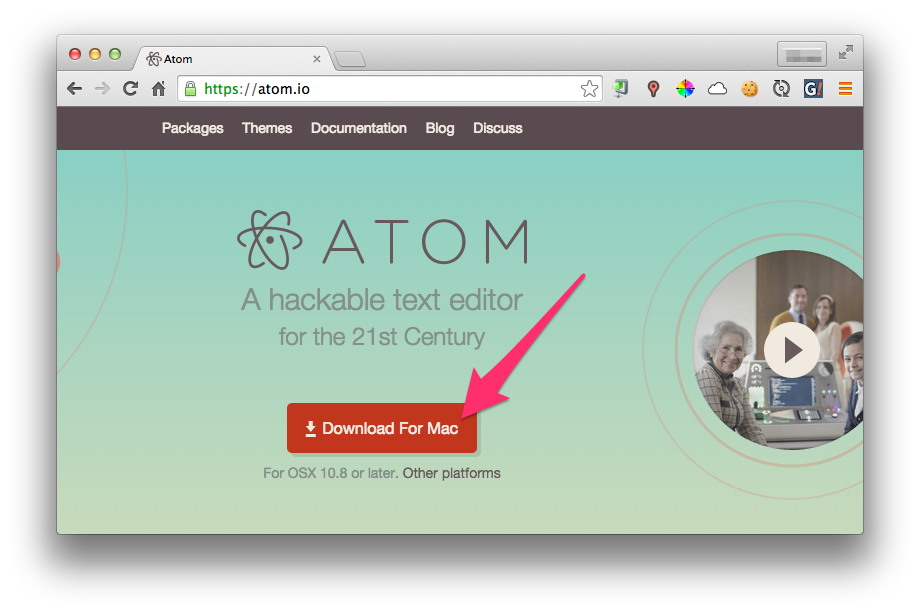 Atom
https://atom.io
G!
Packages Themes Documentation Blog Discuss
ATOM
A hackable text editor
for the 21st Century
Download For Mac
For OSX 10.8 or later. Other platforms